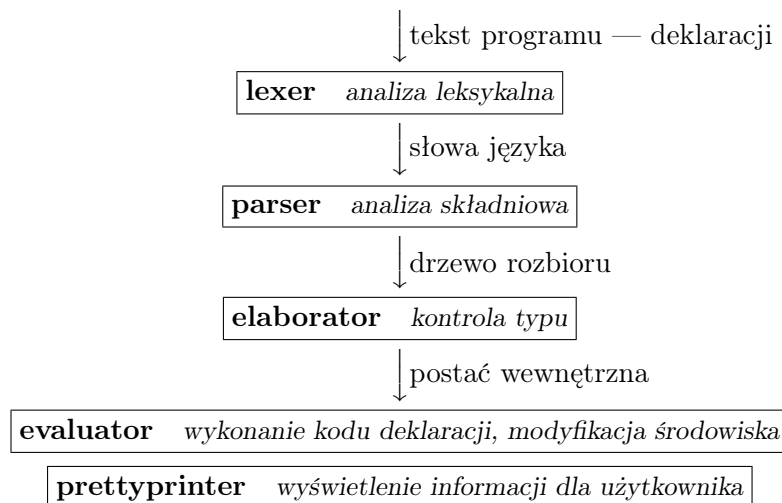 tekst programu — deklaracji
lexer analiza leksykalna
słowa języka
parser analiza składniowa
drzewo rozbioru
elaborator kontrola typu
postać wewnętrzna
evaluator wykonanie kodu deklaracji, modyfikacja środowiska
prettyprinter wyświetlenie informacji dla użytkownika